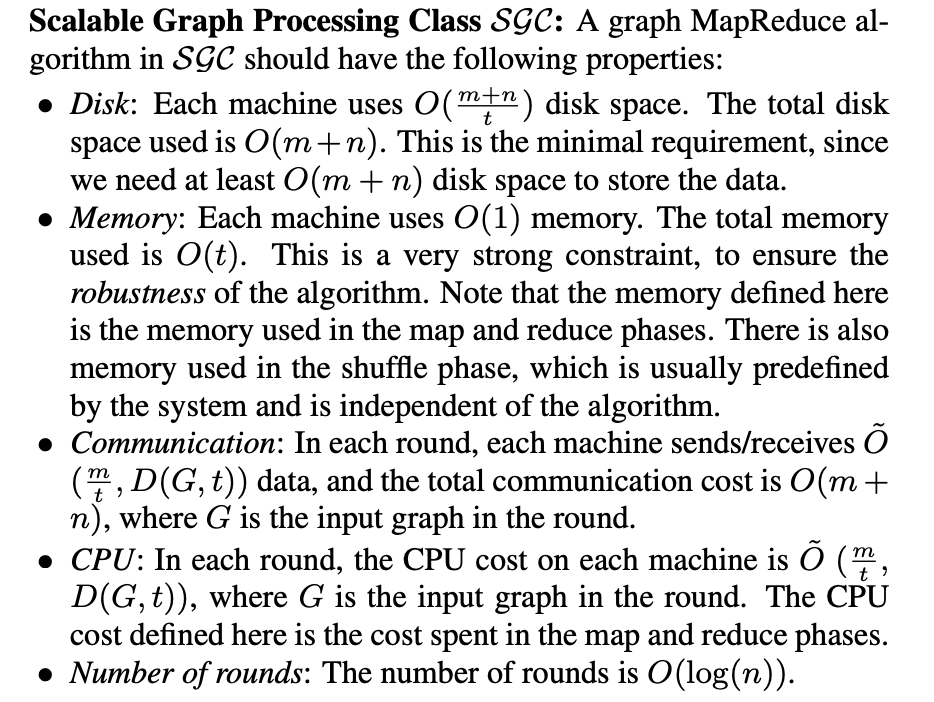 Scalable Graph Processing Class 𝒮𝒢𝒞: A graph MapReduce al-
gorithm in 𝒮𝒢𝒞 should have the following properties:
• Disk: Each machine uses O(\frac{m+n}{t}) disk space. The total disk
space used is O(m+n). This is the minimal requirement, since
we need at least O(m + n) disk space to store the data.
• Memory: Each machine uses O(1) memory. The total memory
used is O(t). This is a very strong constraint, to ensure the
robustness of the algorithm. Note that the memory defined here
is the memory used in the map and reduce phases. There is also
memory used in the shuffle phase, which is usually predefined
by the system and is independent of the algorithm.
• Communication: In each round, each machine sends/receives Õ
(\frac{m}{t}, D(G, t)) data, and the total communication cost is O(m +
n), where G is the input graph in the round.
• CPU: In each round, the CPU cost on each machine is Õ (\frac{m}{t},
D(G, t)), where G is the input graph in the round. The CPU
cost defined here is the cost spent in the map and reduce phases.
• Number of rounds: The number of rounds is O(log(n)).